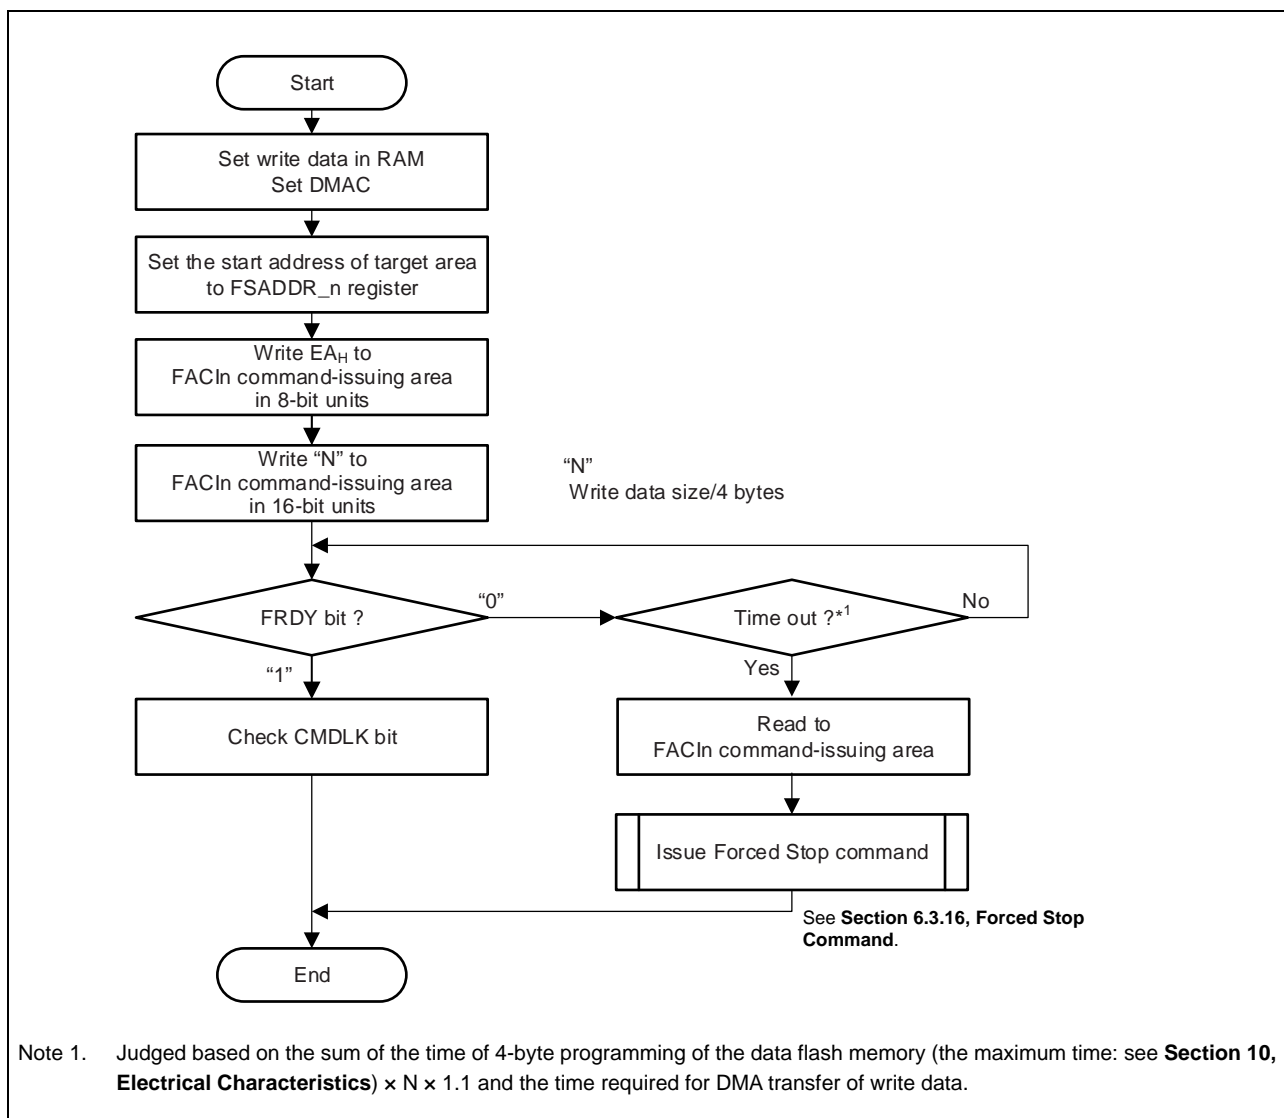 Start
Set write data in RAM
Set DMAC
Set the start address of target area
to FSADDR_n register
Write EAH to
FACIn command-issuing area
in 8-bit units
Write “N” to
FACIn command-issuing area
in 16-bit units
“N”
Write data size/4 bytes
FRDY bit ?
“0”
Time out ?*1
No
“1”
Yes
Check CMDLK bit
Read to
FACIn command-issuing area
Issue Forced Stop command
See Section 6.3.16, Forced Stop
Command.
End
Note 1. Judged based on the sum of the time of 4-byte programming of the data flash memory (the maximum time: see Section 10,
Electrical Characteristics) × N × 1.1 and the time required for DMA transfer of write data.